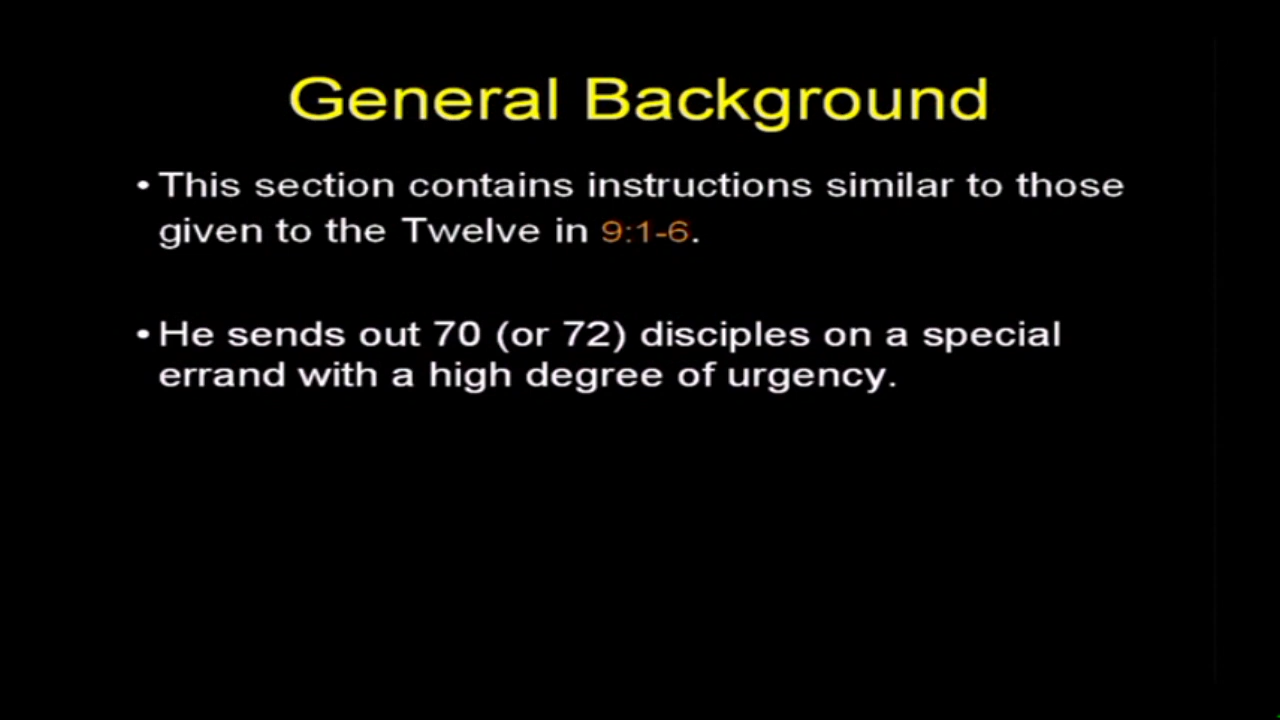 General Background
•This section contains instructions similar to those
given to the Twelve in 9:1-6.
•He sends out 70 (or 72) disciples on a special
errand with a high degree of urgency.